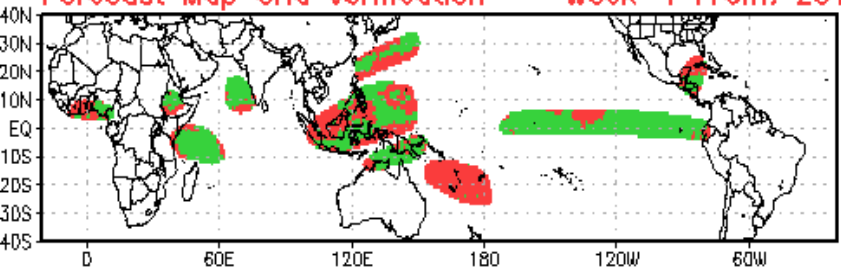 Forecast Map and Verification Week 1 From: 201
40N
30N
20N
10N
EQ
10S
20S
30S
40S
0 60E 120E 180 120W 60W